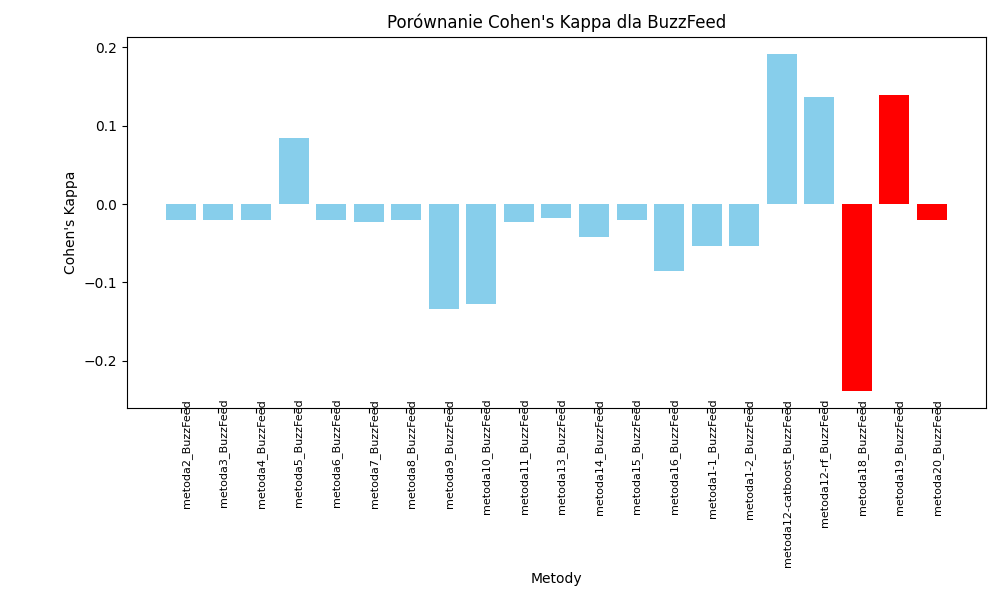 Porównanie Cohen's Kappa dla BuzzFeed
Cohen's Kappa
0.2
0.1
0.0
−0.1
−0.2
metoda2_BuzzFeed
metoda3_BuzzFeed
metoda4_BuzzFeed
metoda5_BuzzFeed
metoda6_BuzzFeed
metoda7_BuzzFeed
metoda8_BuzzFeed
metoda9_BuzzFeed
metoda10_BuzzFeed
metoda11_BuzzFeed
metoda13_BuzzFeed
metoda14_BuzzFeed
metoda15_BuzzFeed
metoda16_BuzzFeed
metoda1-1_BuzzFeed
metoda1-2_BuzzFeed
metoda12-catboost_BuzzFeed
metoda12-rf_BuzzFeed
metoda18_BuzzFeed
metoda19_BuzzFeed
metoda20_BuzzFeed
Metody